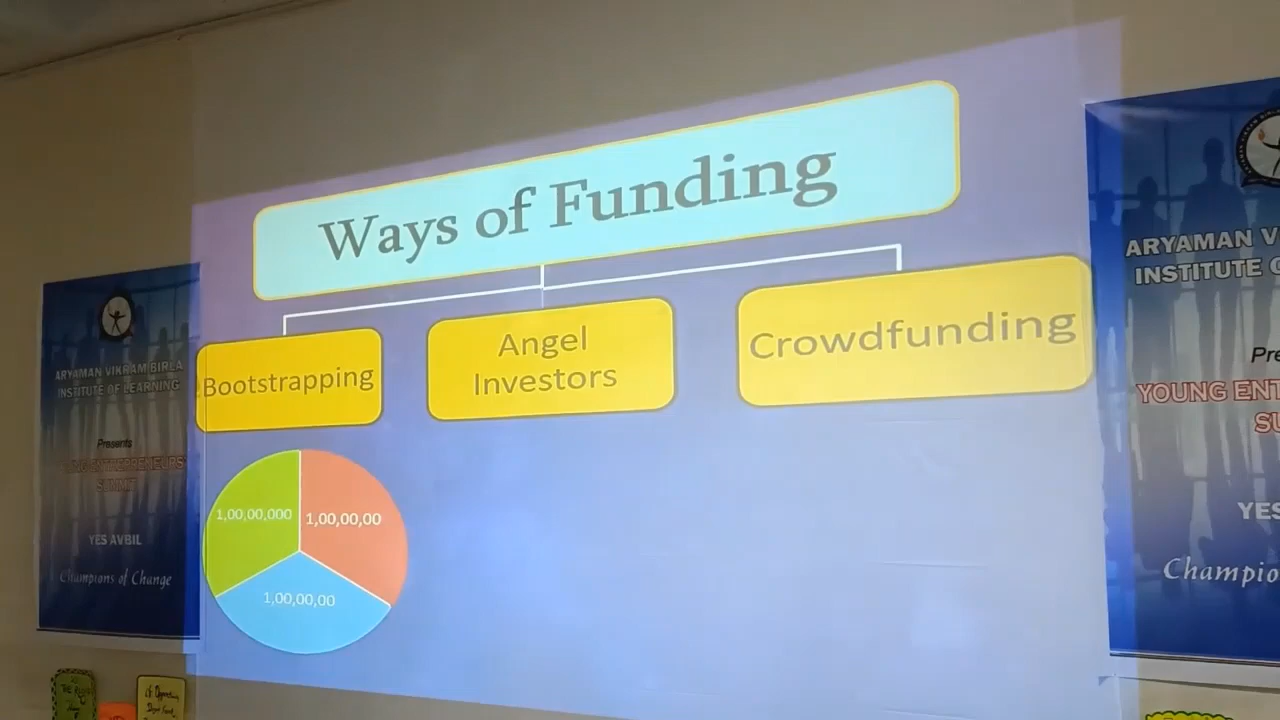 Ways of Funding
Bootstrapping
Angel
Investors
Crowdfunding
1,00,00,000
1,00,00,00
1,00,00,00
ARYAMAN VIKRAM BIRLA
INSTITUTE OF LEARNING
Presents
ENTREPRENEURS'
SUMMIT
YES AVBIL
Champions of Change
ARYAMAN V
INSTITUTE
Pre
YOUNG ENT
SU
YES
Champio